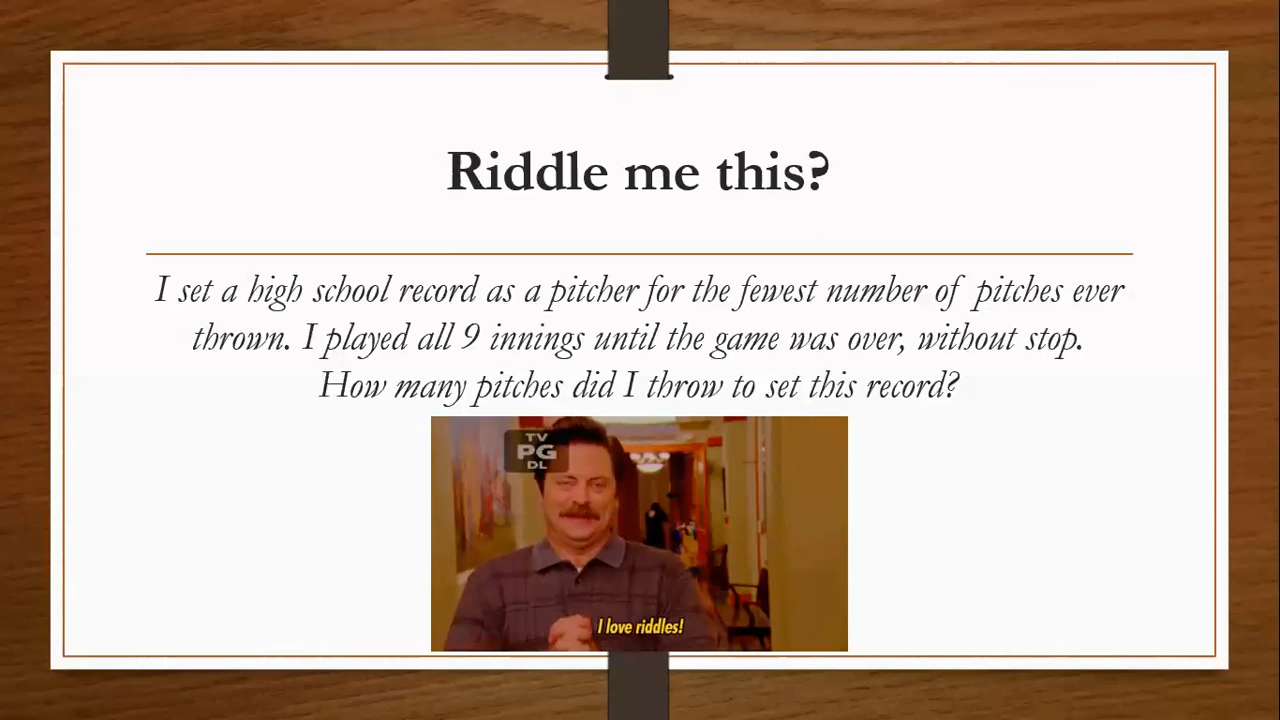 Riddle me this?
I set a high school record as a pitcher for the fewest number of pitches ever
thrown. I played all 9 innings until the game was over, without stop.
How many pitches did I throw to set this record?
TV
PG
DL
I love riddles!